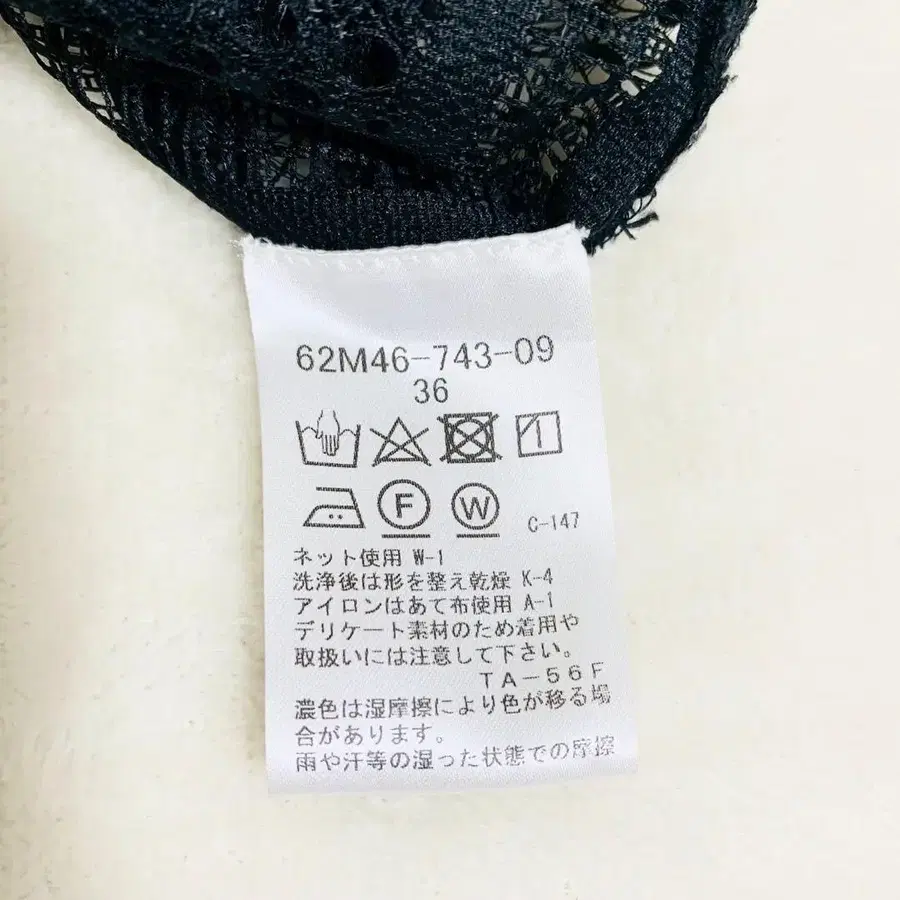 62M46-743-09
36
F W C-147
ネット使用 W-1
洗浄後は形を整え乾燥 K-4
アイロンはあて布使用 A-1
デリケート素材のため着用や
取扱いには注意して下さい。
TA-56F
濃色は湿摩擦により色が移る場
合があります。
雨や汗等の湿った状態での摩擦